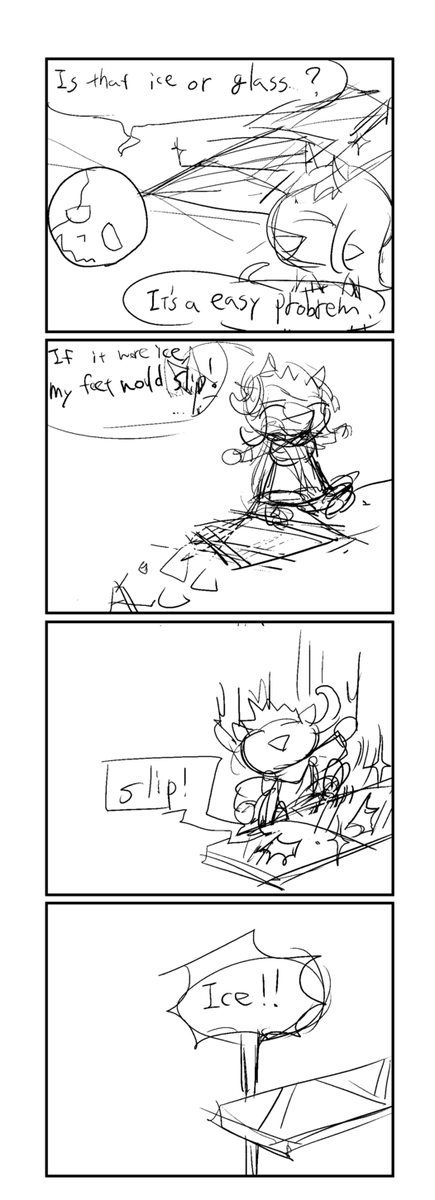 Is that ice or glass..?
It's a easy probrem.
If it were ice,
my feet would slip!
...
slip!
Ice!!